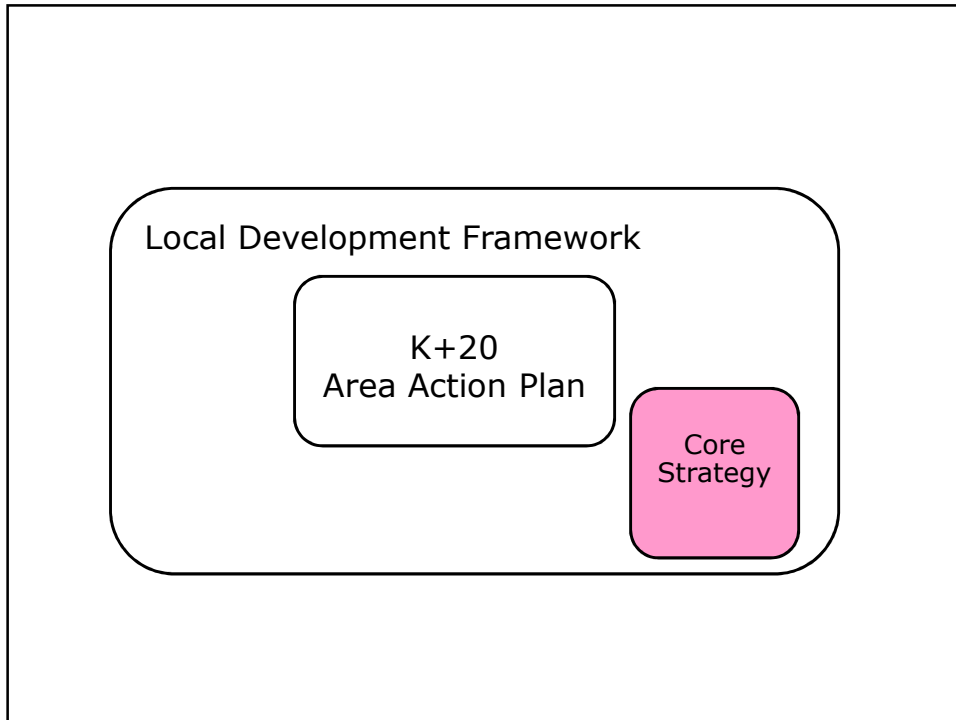 Local Development Framework
K+20
Area Action Plan
Core
Strategy